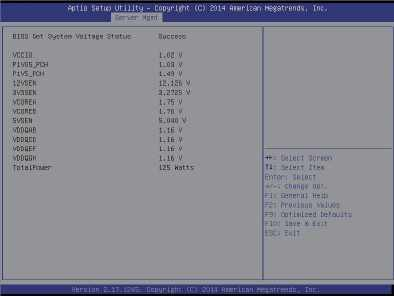 Aptio Setup Utility - Copyright (C) 2014 American Megatrends, Inc.
Server Mgmt
BIOS Get System Voltage Status Success
VCCIO 1.02 V
P1V05_PCH 1.03 V
P1V5_PCH 1.49 V
12VSEN 12.126 V
3V3SEN 3.2725 V
VCOREA 1.75 V
VCOREB 1.76 V
5VSEN 5.040 V
VDDQAB 1.16 V
VDDQCD 1.16 V
VDDQEF 1.16 V
VDDQGH 1.16 V
TotalPower 125 Watts
→←: Select Screen
↑↓: Select Item
Enter: Select
+/-: Change Opt.
F1: General Help
F2: Previous Values
F9: Optimized Defaults
F10: Save & Exit
ESC: Exit
Version 2.17.1245. Copyright (C) 2014 American Megatrends, Inc.